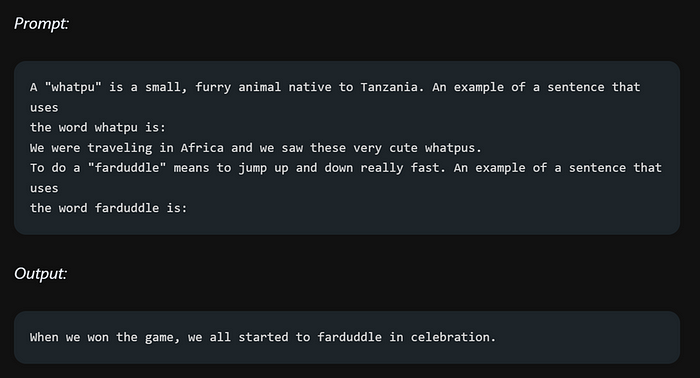 Prompt:
A "whatpu" is a small, furry animal native to Tanzania. An example of a sentence that
uses
the word whatpu is:
We were traveling in Africa and we saw these very cute whatpus.
To do a "farduddle" means to jump up and down really fast. An example of a sentence that
uses
the word farduddle is:
Output:
When we won the game, we all started to farduddle in celebration.